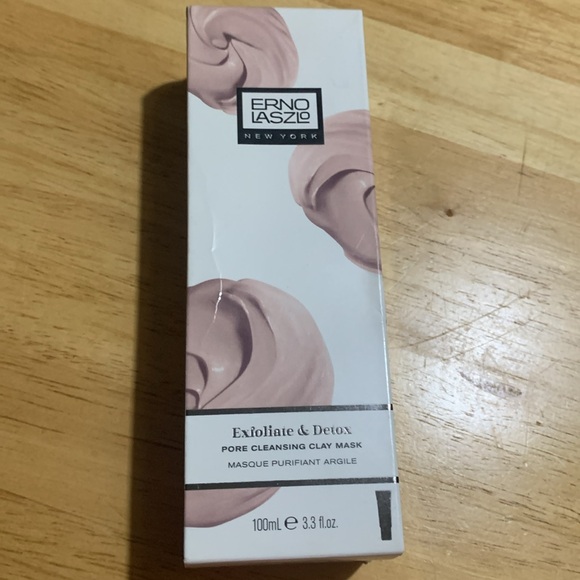 ERNO
LASZLO
NEW YORK
Exfoliate & Detox
PORE CLEANSING CLAY MASK
MASQUE PURIFIANT ARGILE
100mL ℮ 3.3 fl.oz.